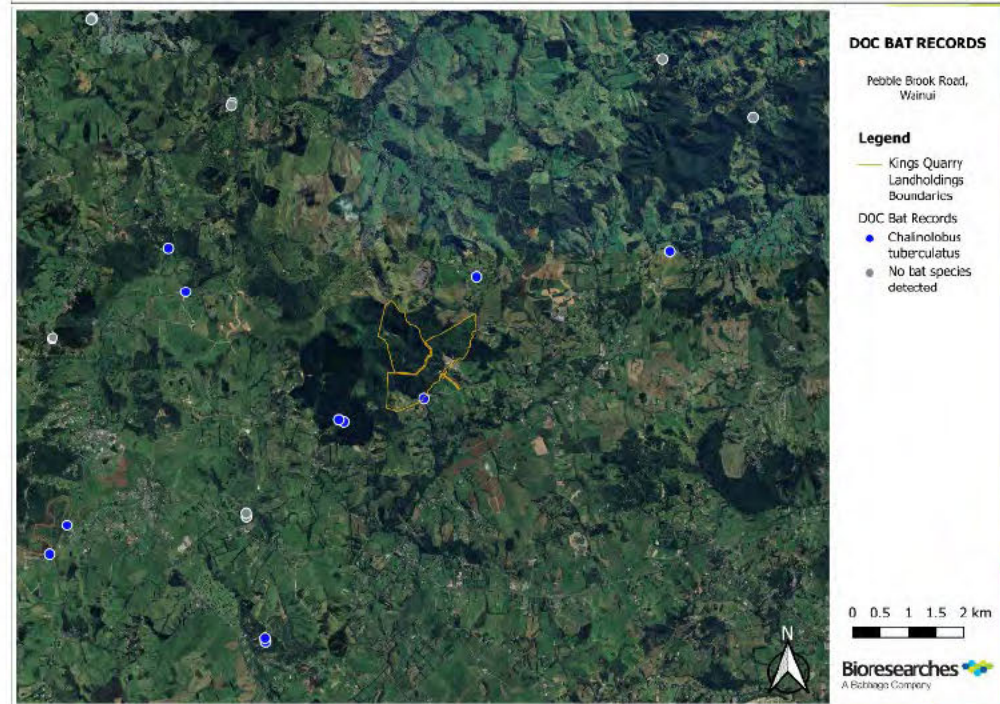 DOC BAT RECORDS
Pebble Brook Road,
Wainui
Legend
Kings Quarry
Landholdings
Boundaries
DOC Bat Records
Chalinolobus
tuberculatus
No bat species
detected
N
0 0.5 1 1.5 2 km
Bioresearches
A Babbage Company